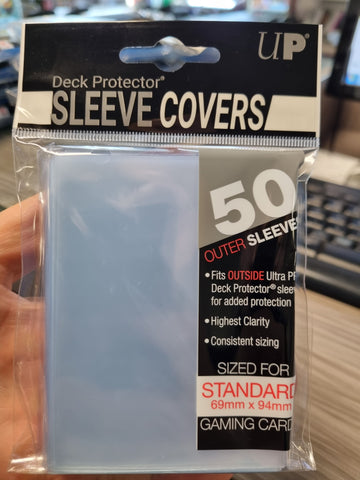 UP®
Deck Protector®
SLEEVE COVERS
50
OUTER SLEEVE
• Fits OUTSIDE Ultra P
Deck Protector® slee
for added protection
• Highest Clarity
• Consistent sizing
SIZED FOR
STANDARD
69mm x 94mm
GAMING CARD